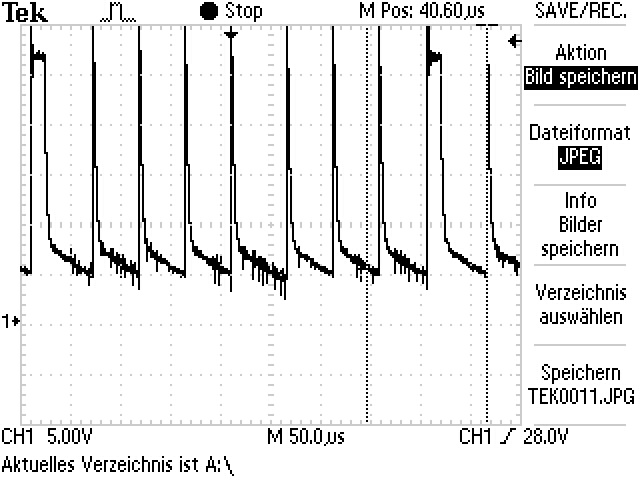 Tek
Stop
M Pos: 40.60µs
SAVE/REC.
Aktion
Bild speichern
Dateiformat
JPEG
Info
Bilder
speichern
Verzeichnis
auswählen
Speichern
TEK0011.JPG
1
CH1 5.00V
M 50.0µs
CH1
28.0V
Aktuelles Verzeichnis ist A:\